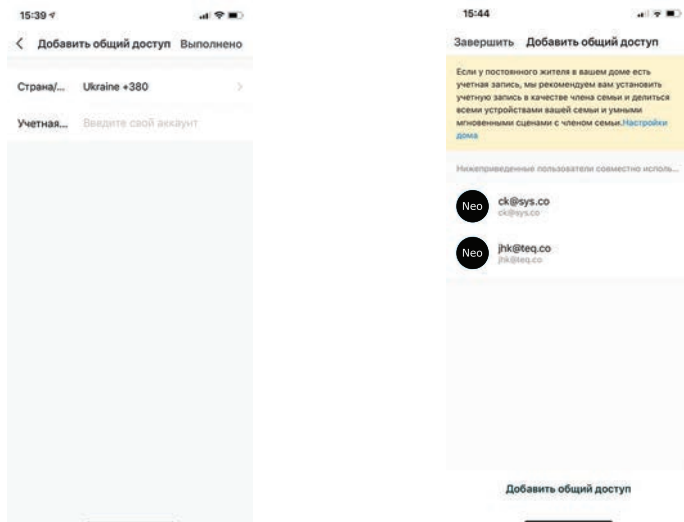 15:39
Добавить общий доступ Выполнено
Страна/... Ukraine +380
Учетная... Введите свой аккаунт
15:44
Завершить Добавить общий доступ
Если у постоянного жителя в вашем доме есть
учетная запись, мы рекомендуем вам установить
учетную запись в качестве члена семьи и делиться
всеми устройствами вашей семьи и умными
мгновенными сценами с членом семьи.Настройки
дома
Нижеприведенные пользователи совместно исполь...
Neo ck@sys.co
ck@sys.co
Neo jhk@teq.co
jhk@teq.co
Добавить общий доступ